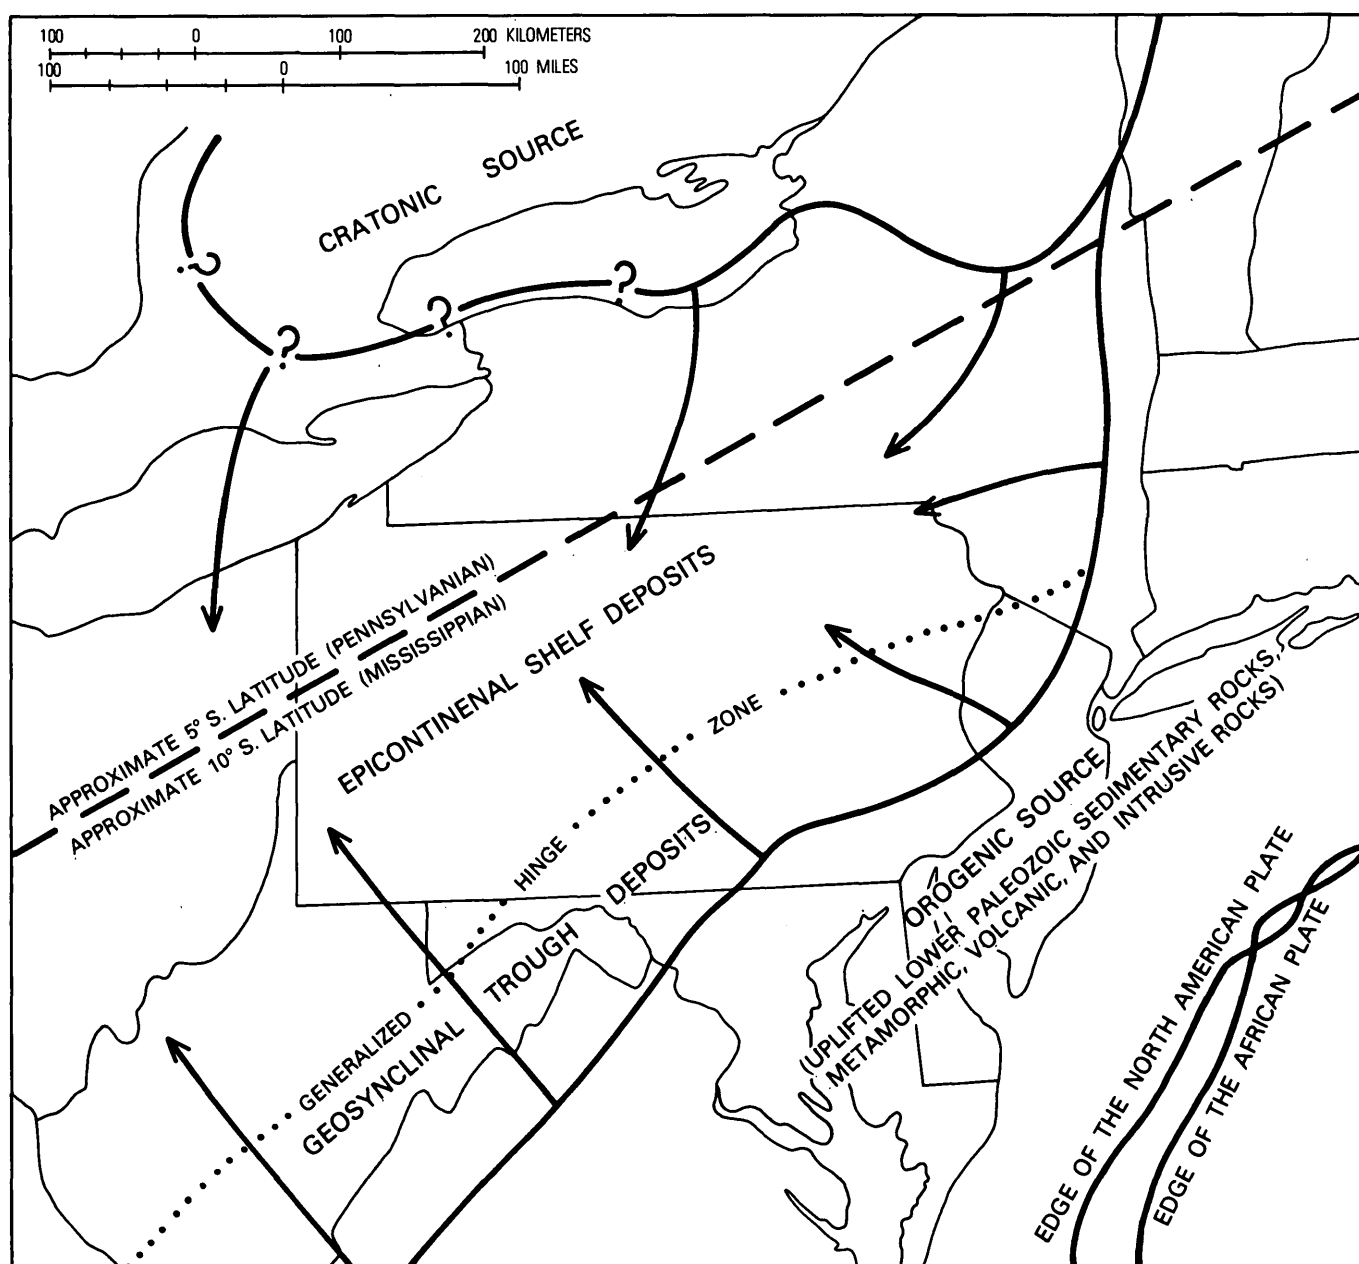 100 0 100 200 KILOMETERS
100 0 100 MILES
CRATONIC SOURCE
?
?
?
?
APPROXIMATE 5° S. LATITUDE (PENNSYLVANIAN)
APPROXIMATE 10° S. LATITUDE (MISSISSIPPIAN)
EPICONTINENAL SHELF DEPOSITS
GENERALIZED HINGE ZONE
GEOSYNCLINAL TROUGH DEPOSITS
OROGENIC SOURCE
(UPLIFTED LOWER PALEOZOIC SEDIMENTARY ROCKS,
METAMORPHIC, VOLCANIC, AND INTRUSIVE ROCKS)
EDGE OF THE NORTH AMERICAN PLATE
EDGE OF THE AFRICAN PLATE